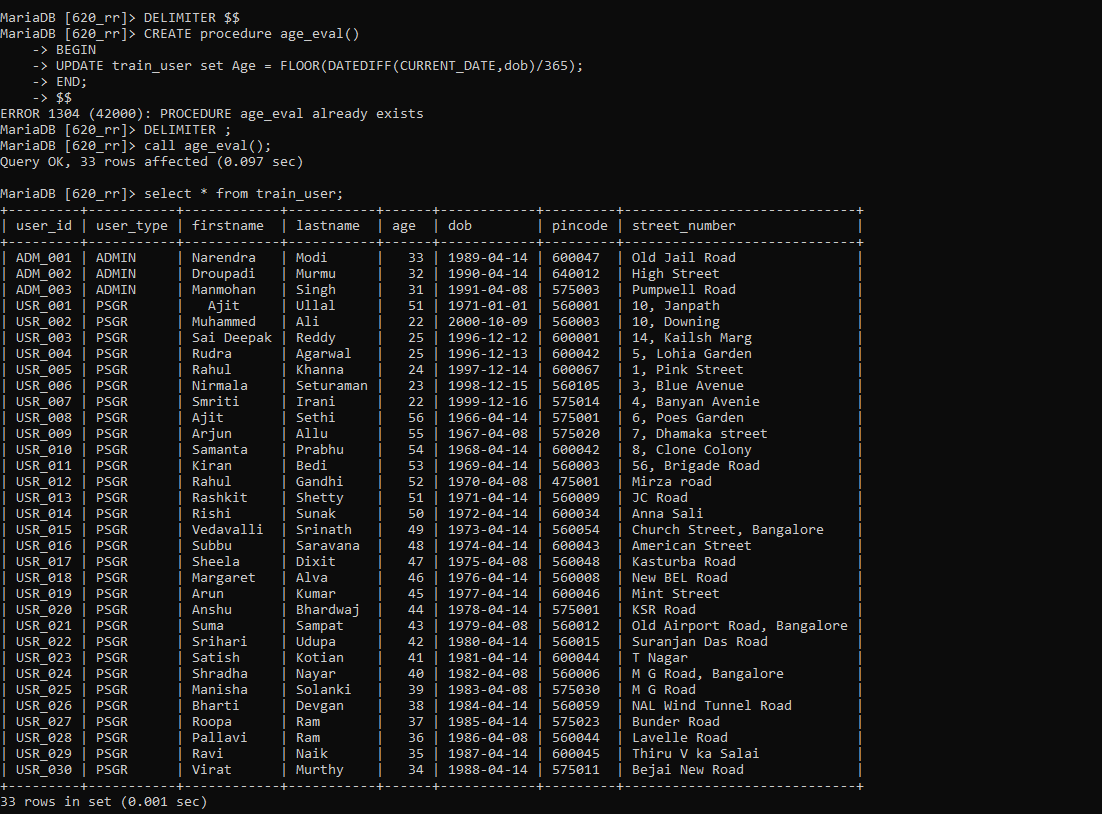 MariaDB [620_rr]> DELIMITER $$
MariaDB [620_rr]> CREATE procedure age_eval()
    -> BEGIN
    -> UPDATE train_user set Age = FLOOR(DATEDIFF(CURRENT_DATE,dob)/365);
    -> END;
    -> $$
ERROR 1304 (42000): PROCEDURE age_eval already exists
MariaDB [620_rr]> DELIMITER ;
MariaDB [620_rr]> call age_eval();
Query OK, 33 rows affected (0.097 sec)

MariaDB [620_rr]> select * from train_user;
+---------+-----------+------------+-----------+------+------------+---------+-----------------------------+
| user_id | user_type | firstname  | lastname  | age  | dob        | pincode | street_number               |
+---------+-----------+------------+-----------+------+------------+---------+-----------------------------+
| ADM_001 | ADMIN     | Narendra   | Modi      |   33 | 1989-04-14 | 600047  | Old Jail Road               |
| ADM_002 | ADMIN     | Droupadi   | Murmu     |   32 | 1990-04-14 | 640012  | High Street                 |
| ADM_003 | ADMIN     | Manmohan   | Singh     |   31 | 1991-04-08 | 575003  | Pumpwell Road               |
| USR_001 | PSGR      |   Ajit     | Ullal     |   51 | 1971-01-01 | 560001  | 10, Janpath                 |
| USR_002 | PSGR      | Muhammed   | Ali       |   22 | 2000-10-09 | 560003  | 10, Downing                 |
| USR_003 | PSGR      | Sai Deepak | Reddy     |   25 | 1996-12-12 | 600001  | 14, Kailsh Marg             |
| USR_004 | PSGR      | Rudra      | Agarwal   |   25 | 1996-12-13 | 600042  | 5, Lohia Garden             |
| USR_005 | PSGR      | Rahul      | Khanna    |   24 | 1997-12-14 | 600067  | 1, Pink Street              |
| USR_006 | PSGR      | Nirmala    | Seturaman |   23 | 1998-12-15 | 560105  | 3, Blue Avenue              |
| USR_007 | PSGR      | Smriti     | Irani     |   22 | 1999-12-16 | 575014  | 4, Banyan Avenie            |
| USR_008 | PSGR      | Ajit       | Sethi     |   56 | 1966-04-14 | 575001  | 6, Poes Garden              |
| USR_009 | PSGR      | Arjun      | Allu      |   55 | 1967-04-08 | 575020  | 7, Dhamaka street           |
| USR_010 | PSGR      | Samanta    | Prabhu    |   54 | 1968-04-14 | 600042  | 8, Clone Colony             |
| USR_011 | PSGR      | Kiran      | Bedi      |   53 | 1969-04-14 | 560003  | 56, Brigade Road            |
| USR_012 | PSGR      | Rahul      | Gandhi    |   52 | 1970-04-08 | 475001  | Mirza road                  |
| USR_013 | PSGR      | Rashkit    | Shetty    |   51 | 1971-04-14 | 560009  | JC Road                     |
| USR_014 | PSGR      | Rishi      | Sunak     |   50 | 1972-04-14 | 600034  | Anna Sali                   |
| USR_015 | PSGR      | Vedavalli  | Srinath   |   49 | 1973-04-14 | 560054  | Church Street, Bangalore    |
| USR_016 | PSGR      | Subbu      | Saravana  |   48 | 1974-04-14 | 600043  | American Street             |
| USR_017 | PSGR      | Sheela     | Dixit     |   47 | 1975-04-08 | 560048  | Kasturba Road               |
| USR_018 | PSGR      | Margaret   | Alva      |   46 | 1976-04-14 | 560008  | New BEL Road                |
| USR_019 | PSGR      | Arun       | Kumar     |   45 | 1977-04-14 | 600046  | Mint Street                 |
| USR_020 | PSGR      | Anshu      | Bhardwaj  |   44 | 1978-04-14 | 575001  | KSR Road                    |
| USR_021 | PSGR      | Suma       | Sampat    |   43 | 1979-04-08 | 560012  | Old Airport Road, Bangalore |
| USR_022 | PSGR      | Srihari    | Udupa     |   42 | 1980-04-14 | 560015  | Suranjan Das Road           |
| USR_023 | PSGR      | Satish     | Kotian    |   41 | 1981-04-14 | 600044  | T Nagar                     |
| USR_024 | PSGR      | Shradha    | Nayar     |   40 | 1982-04-08 | 560006  | M G Road, Bangalore         |
| USR_025 | PSGR      | Manisha    | Solanki   |   39 | 1983-04-08 | 575030  | M G Road                    |
| USR_026 | PSGR      | Bharti     | Devgan    |   38 | 1984-04-14 | 560059  | NAL Wind Tunnel Road        |
| USR_027 | PSGR      | Roopa      | Ram       |   37 | 1985-04-14 | 575023  | Bunder Road                 |
| USR_028 | PSGR      | Pallavi    | Ram       |   36 | 1986-04-08 | 560044  | Lavelle Road                |
| USR_029 | PSGR      | Ravi       | Naik      |   35 | 1987-04-14 | 600045  | Thiru V ka Salai            |
| USR_030 | PSGR      | Virat      | Murthy    |   34 | 1988-04-14 | 575011  | Bejai New Road              |
+---------+-----------+------------+-----------+------+------------+---------+-----------------------------+
33 rows in set (0.001 sec)